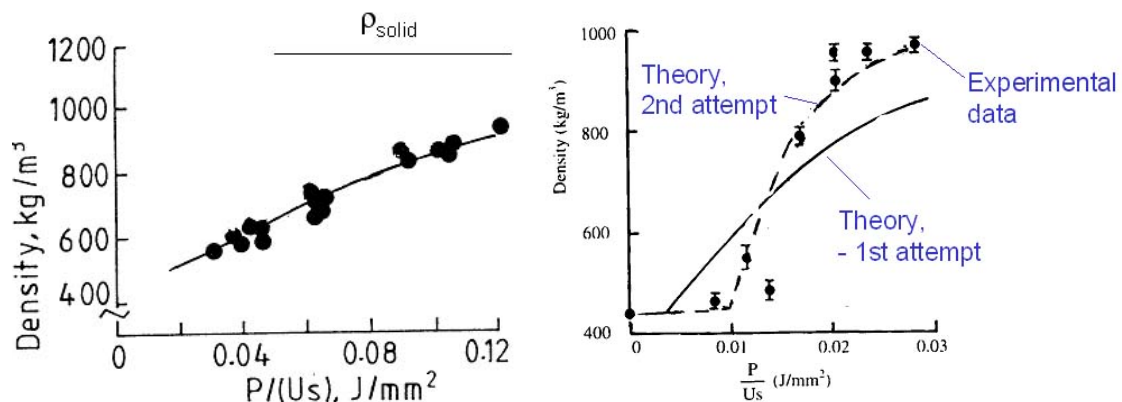 ρsolid
1200
1000
800
600
400
Density, kg/m³
0
0.04
0.08
0.12
P/(Us), J/mm²
1000
800
600
400
Density (kg/m³)
Theory,
2nd attempt
Experimental
data
Theory,
- 1st attempt
0
0.01
0.02
0.03
P
Us
(J/mm²)